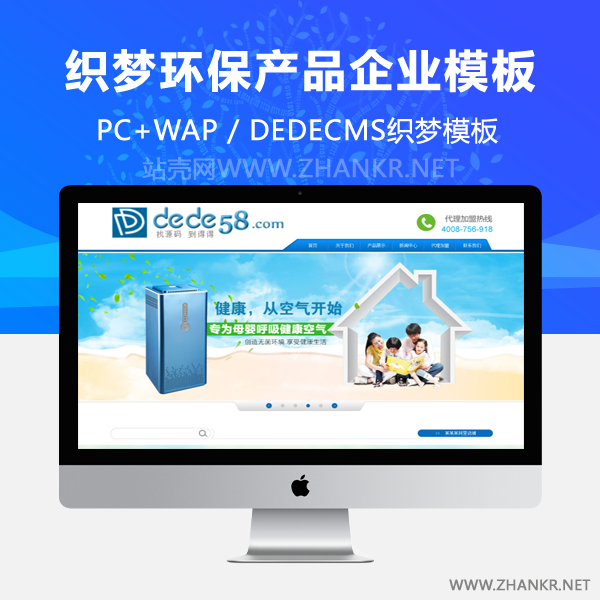 织梦环保产品企业模板
PC+WAP / DEDECMS织梦模板
站壳网WWW.ZHANKR.NET
D dede58.com
找源码 到得得
代理加盟热线
4008-756-918
首页 关于我们 产品展示 新闻中心 代理加盟 联系我们
健康，从空气开始
专为母婴呼吸健康空气
创造无菌环境 享受健康生活
WWW.ZHANKR.NET